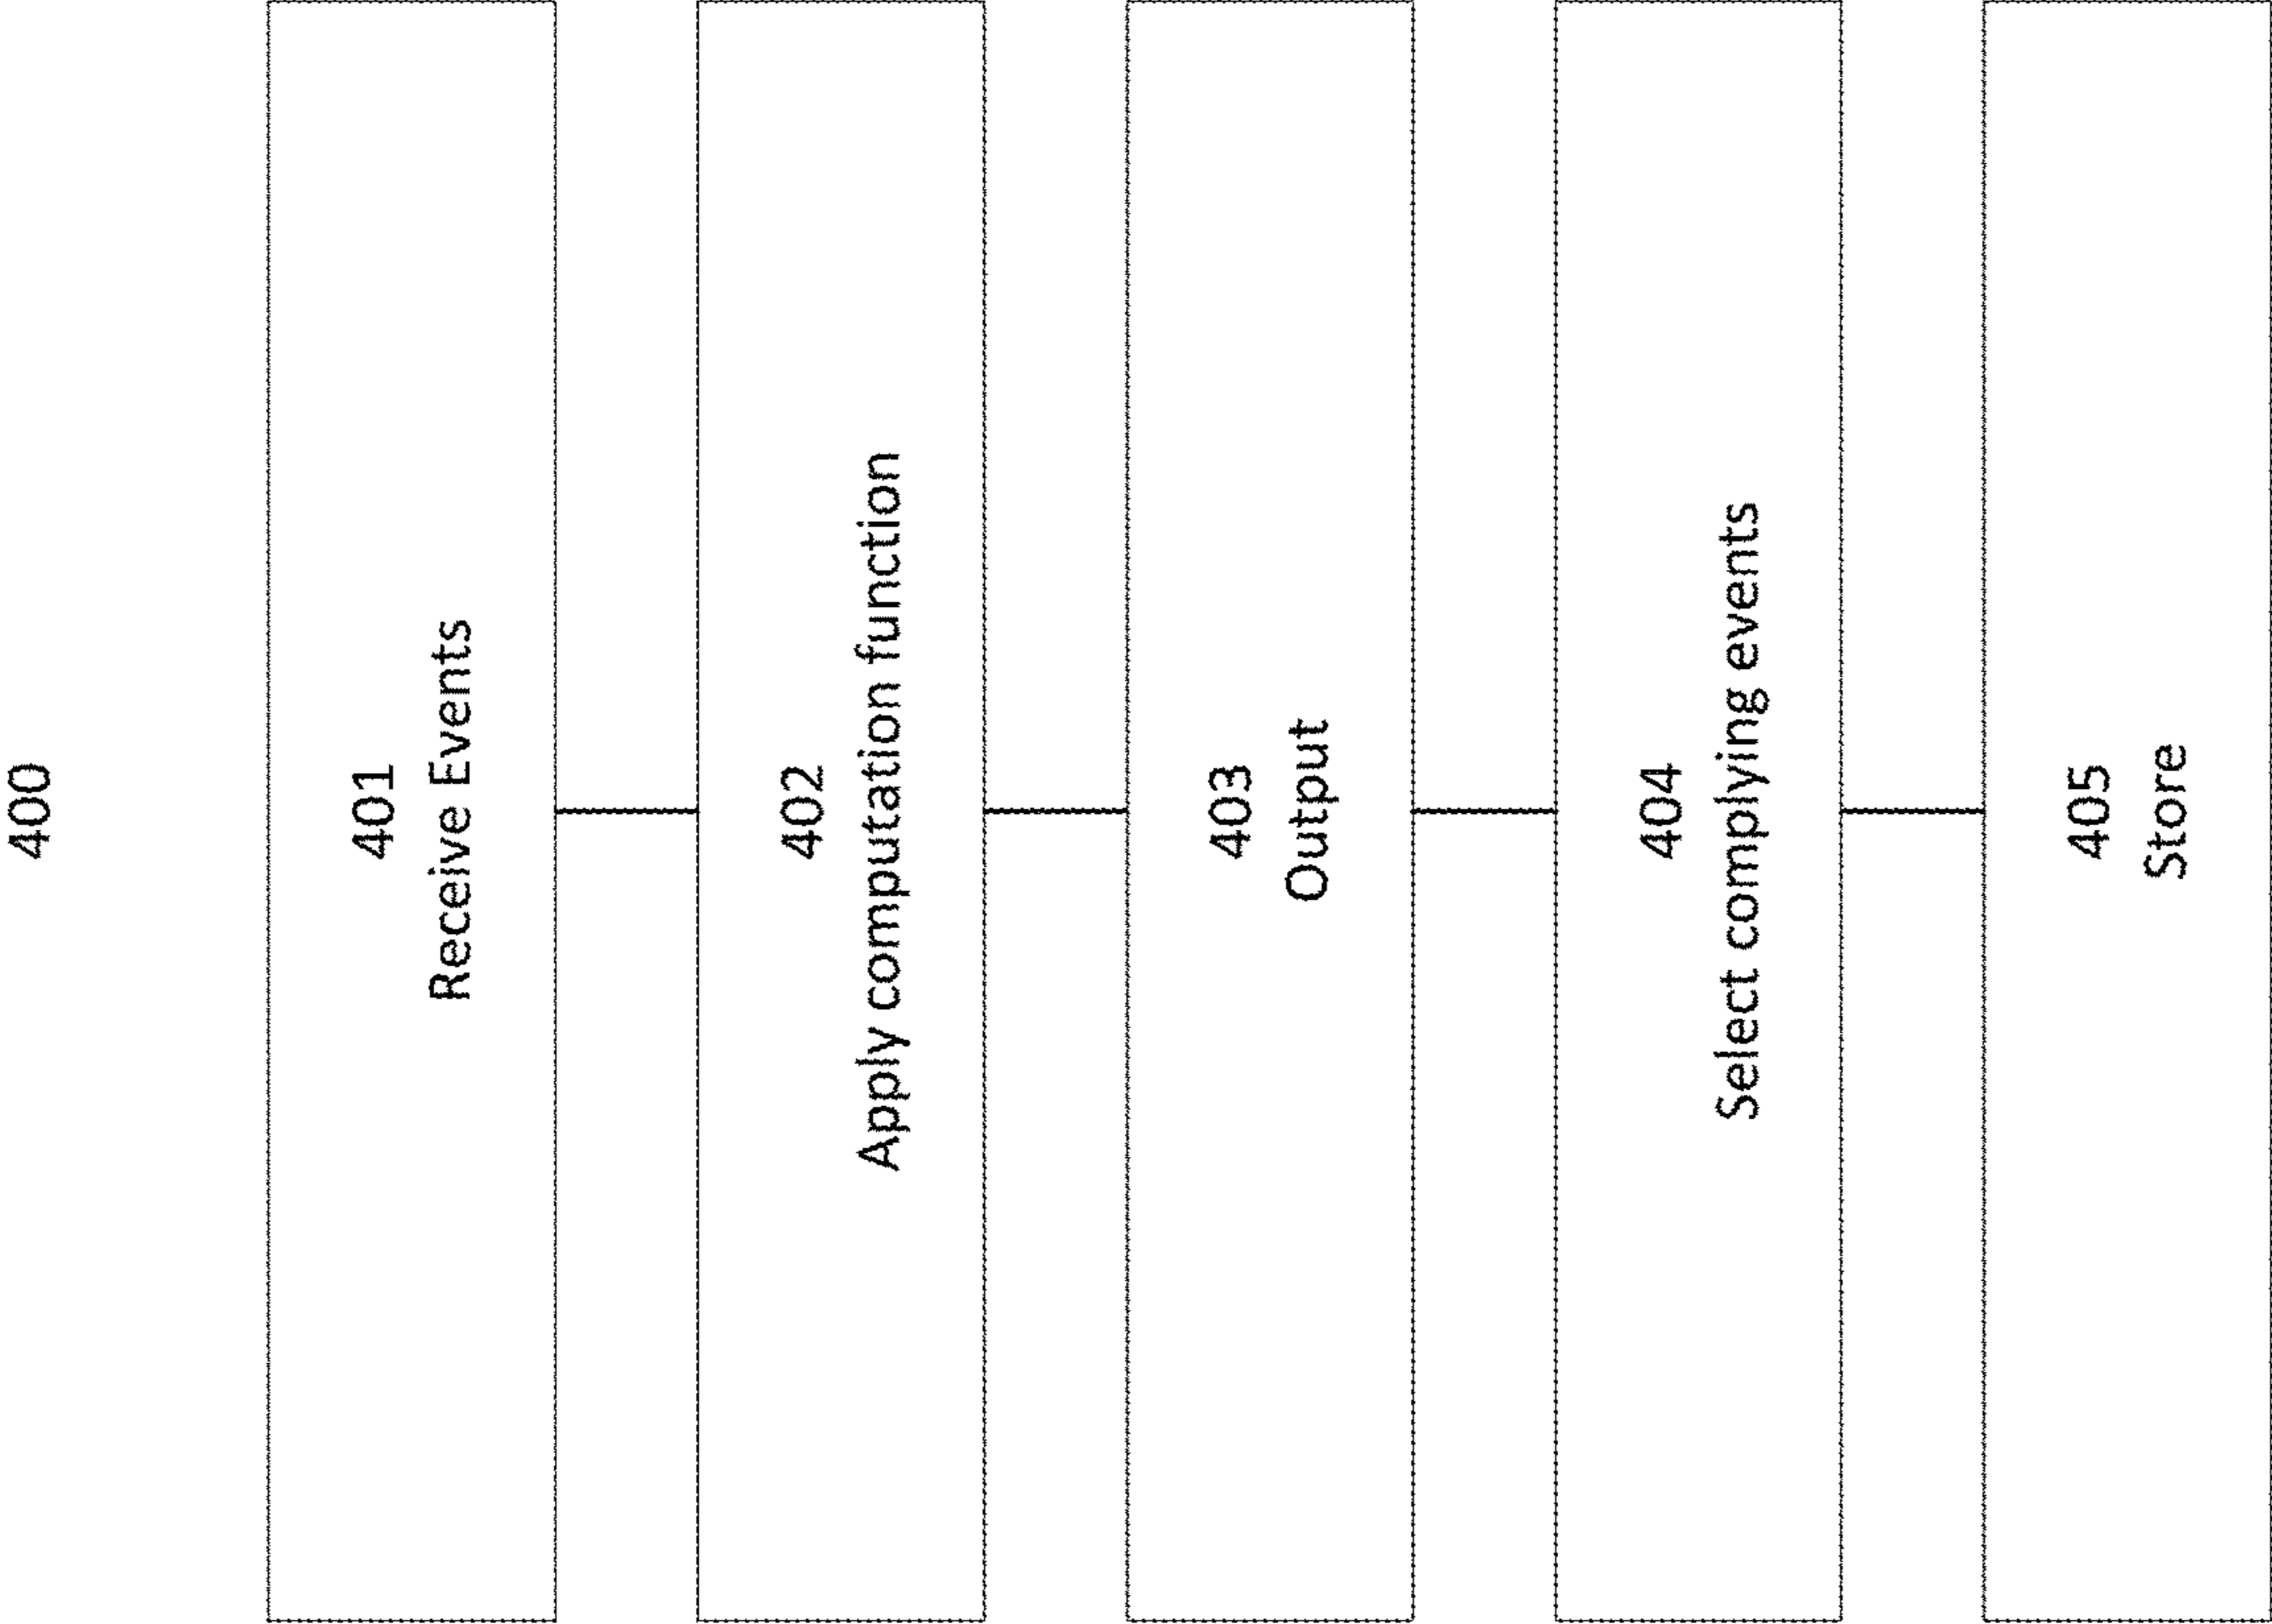 400
401
Receive Events
402
Apply computation function
403
Output
404
Select complying events
405
Store